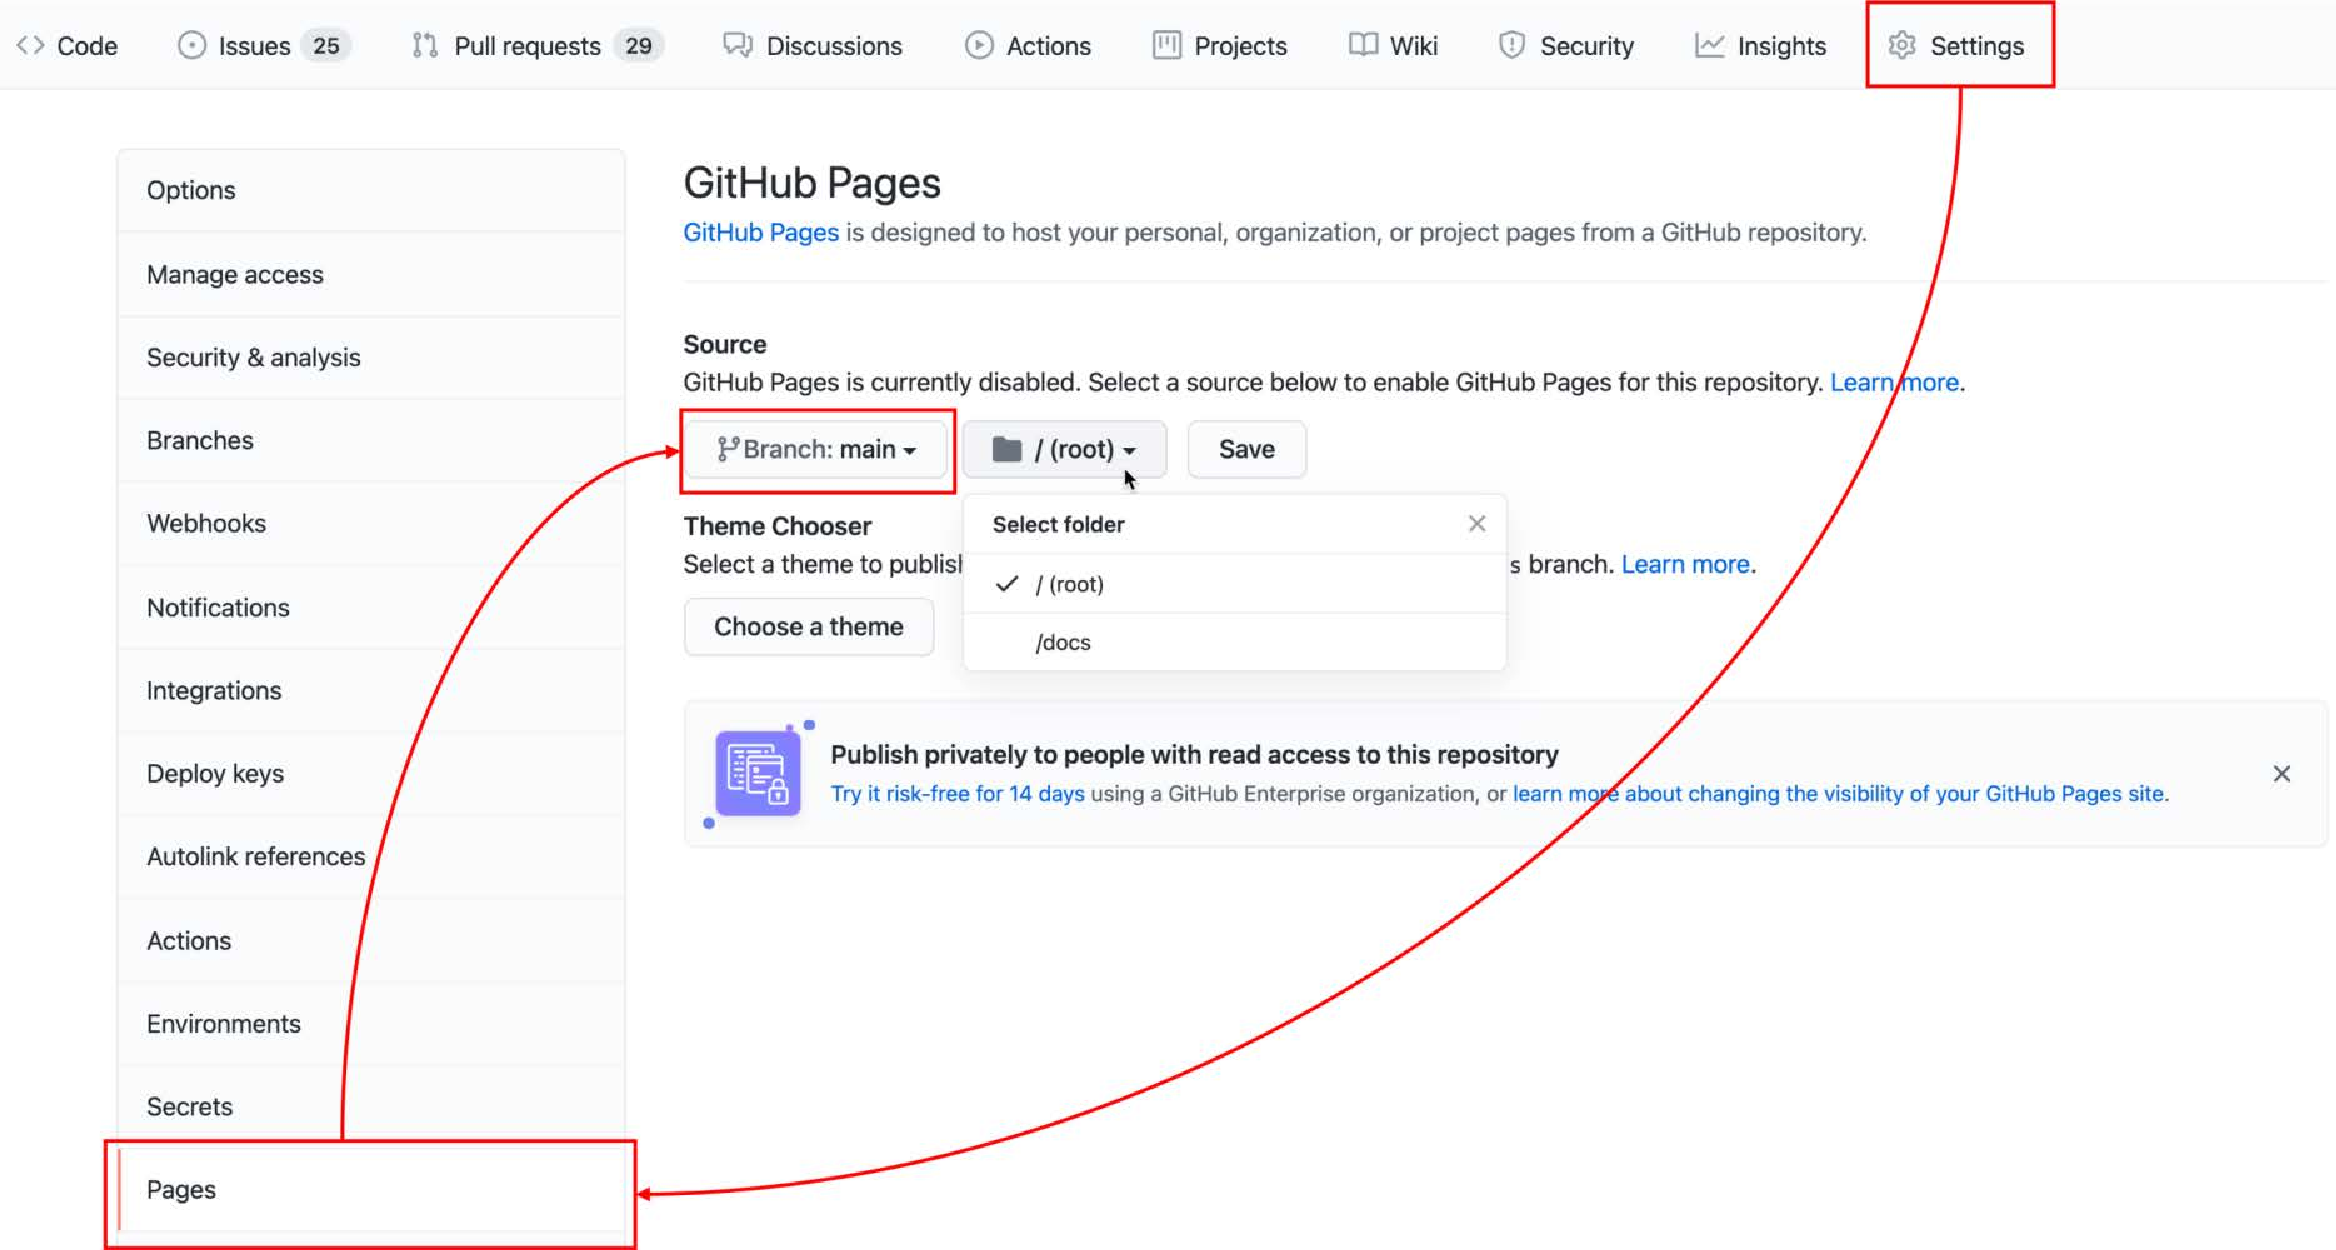 Code Issues 25 Pull requests 29 Discussions Actions Projects Wiki Security Insights Settings
Options
Manage access
Security & analysis
Branches
Webhooks
Notifications
Integrations
Deploy keys
Autolink references
Actions
Environments
Secrets
Pages
GitHub Pages
GitHub Pages is designed to host your personal, organization, or project pages from a GitHub repository.
Source
GitHub Pages is currently disabled. Select a source below to enable GitHub Pages for this repository. Learn more.
Branch: main / (root) Save
Select folder
/ (root)
/docs
Theme Chooser
Select a theme to publis s branch. Learn more.
Choose a theme
Publish privately to people with read access to this repository
Try it risk-free for 14 days using a GitHub Enterprise organization, or learn more about changing the visibility of your GitHub Pages site.